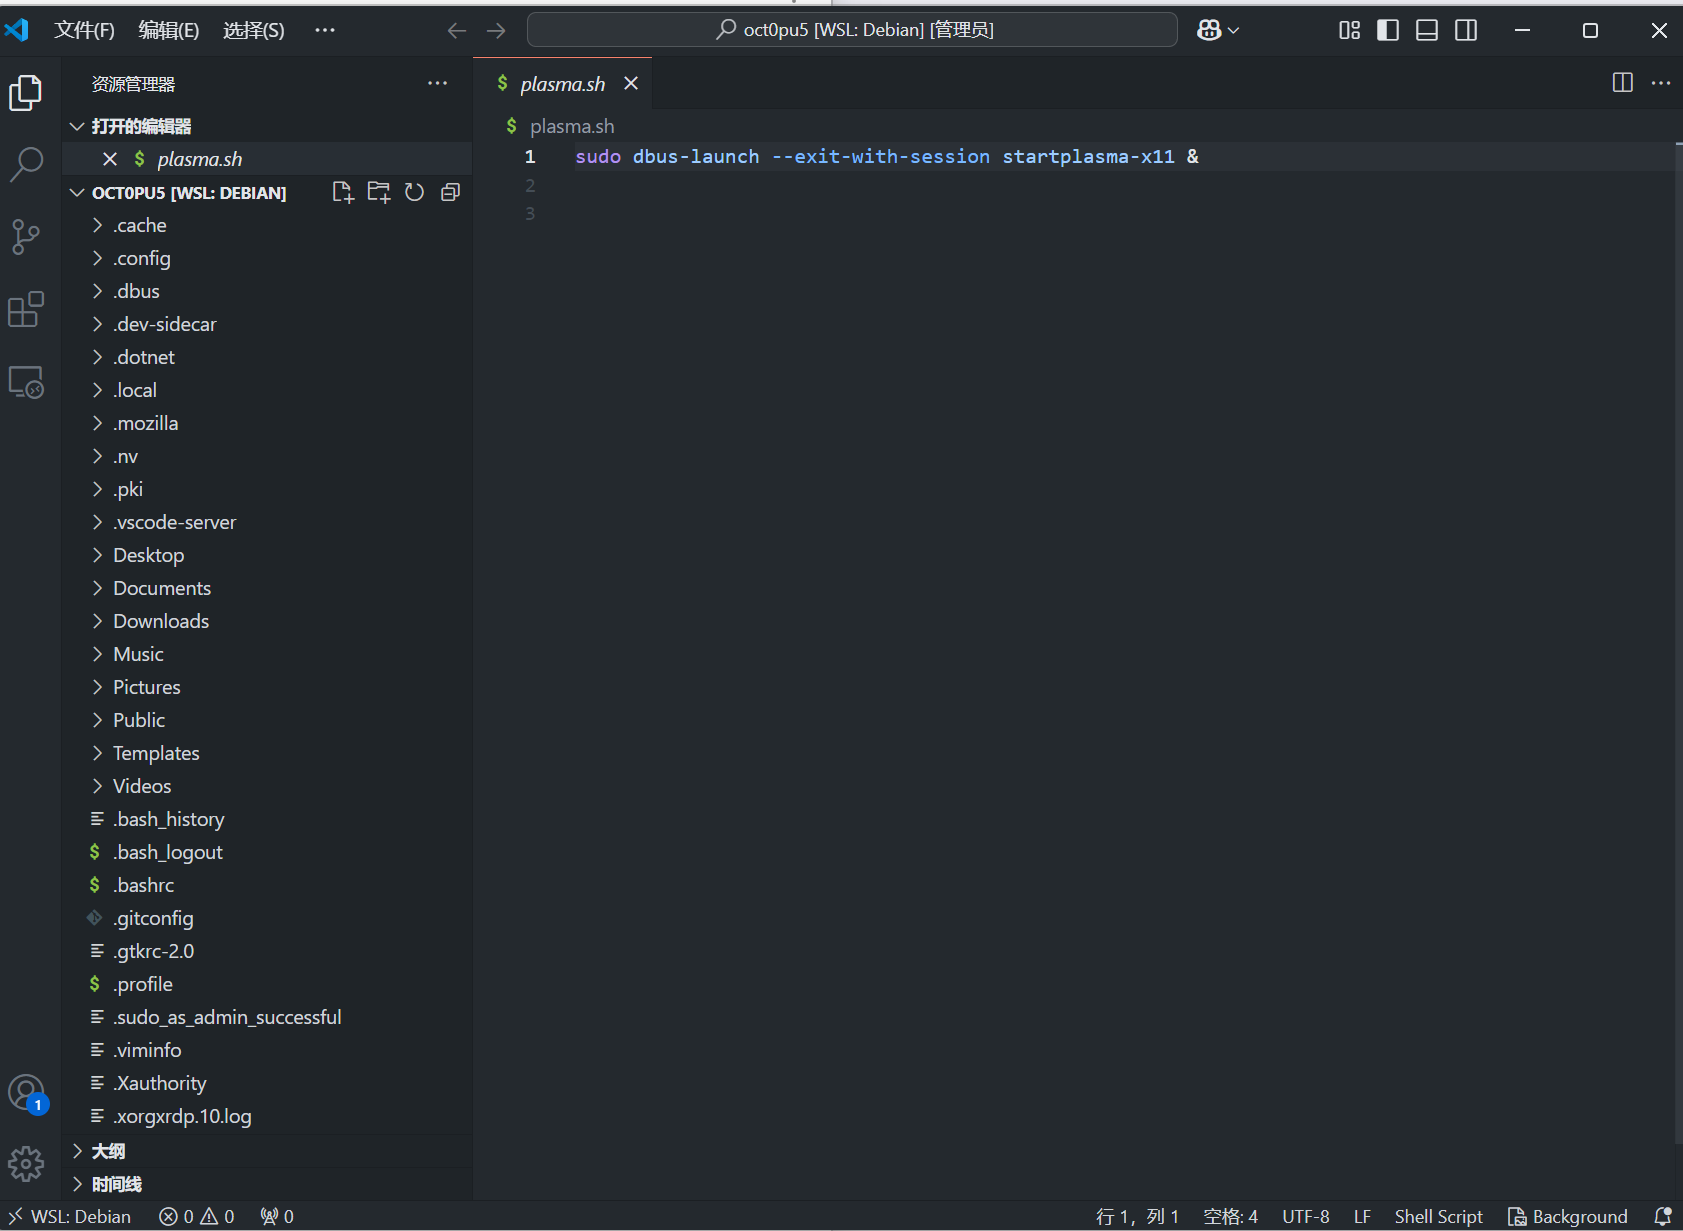 文件(F) 编辑(E) 选择(S) ···
oct0pu5 [WSL: Debian] [管理员]
资源管理器
打开的编辑器
$ plasma.sh
OCT0PU5 [WSL: DEBIAN]
.cache
.config
.dbus
.dev-sidecar
.dotnet
.local
.mozilla
.nv
.pki
.vscode-server
Desktop
Documents
Downloads
Music
Pictures
Public
Templates
Videos
.bash_history
$ .bash_logout
$ .bashrc
.gitconfig
.gtkrc-2.0
$ .profile
.sudo_as_admin_successful
.viminfo
.Xauthority
.xorgxrdp.10.log
大纲
时间线
1
$ plasma.sh
$ plasma.sh
1 sudo dbus-launch --exit-with-session startplasma-x11 &
2
3
WSL: Debian 0 0 0
行 1，列 1 空格: 4 UTF-8 LF Shell Script Background